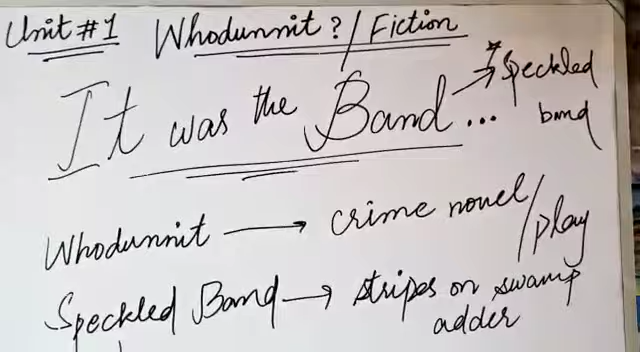 Unit #1 Whodunnit? / Fiction
It was the Band... → *Speckled band
Whodunnit → crime novel / play
Speckled Band → stripes on swamp adder